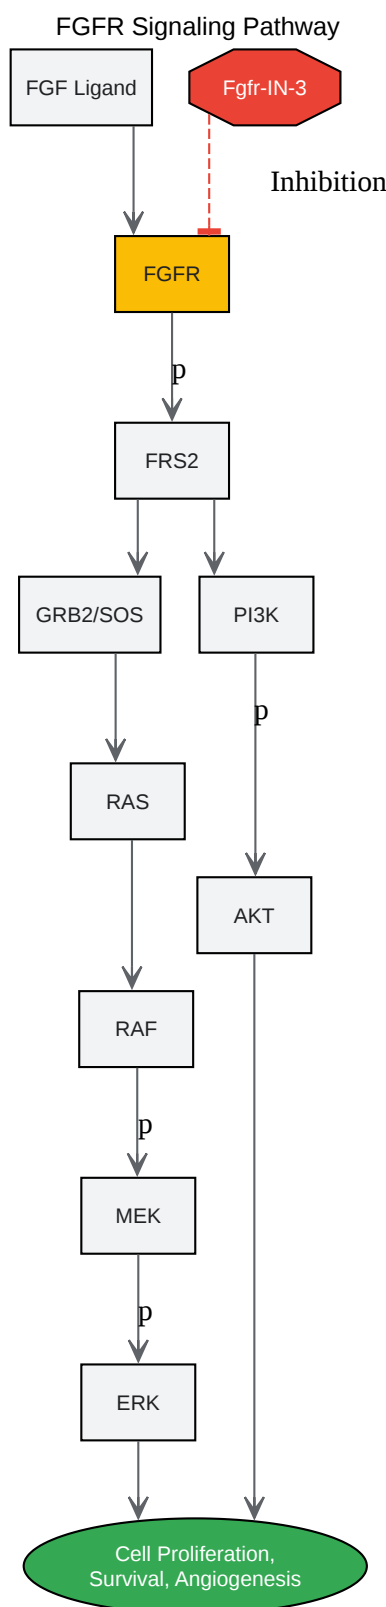 FGFR Signaling Pathway
FGF Ligand
Fgfr-IN-3
Inhibition
FGFR
p
FRS2
GRB2/SOS
PI3K
p
RAS
AKT
RAF
p
MEK
p
ERK
Cell Proliferation,
Survival, Angiogenesis